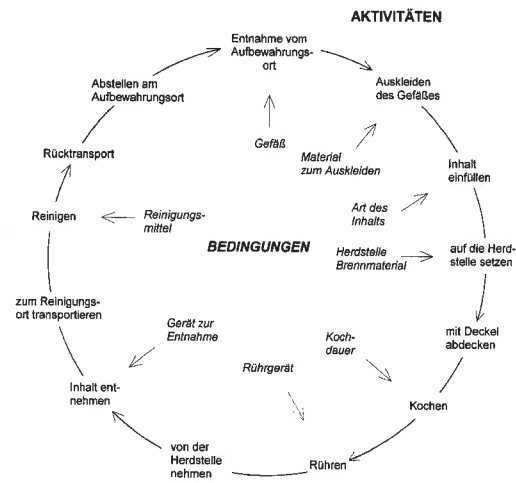 AKTIVITÄTEN
Entnahme vom
Aufbewahrungs-
ort
Auskleiden
des Gefäßes
Inhalt
einfüllen
auf die Herd-
stelle setzen
mit Deckel
abdecken
Kochen
Rühren
von der
Herdstelle
nehmen
Inhalt ent-
nehmen
zum Reinigungs-
ort transportieren
Reinigen
Rücktransport
Abstellen am
Aufbewahrungsort
BEDINGUNGEN
Gefäß
Material
zum Auskleiden
Art des
Inhalts
Herdstelle
Brennmaterial
Koch-
dauer
Rührgerät
Gerät zur
Entnahme
Reinigungs-
mittel